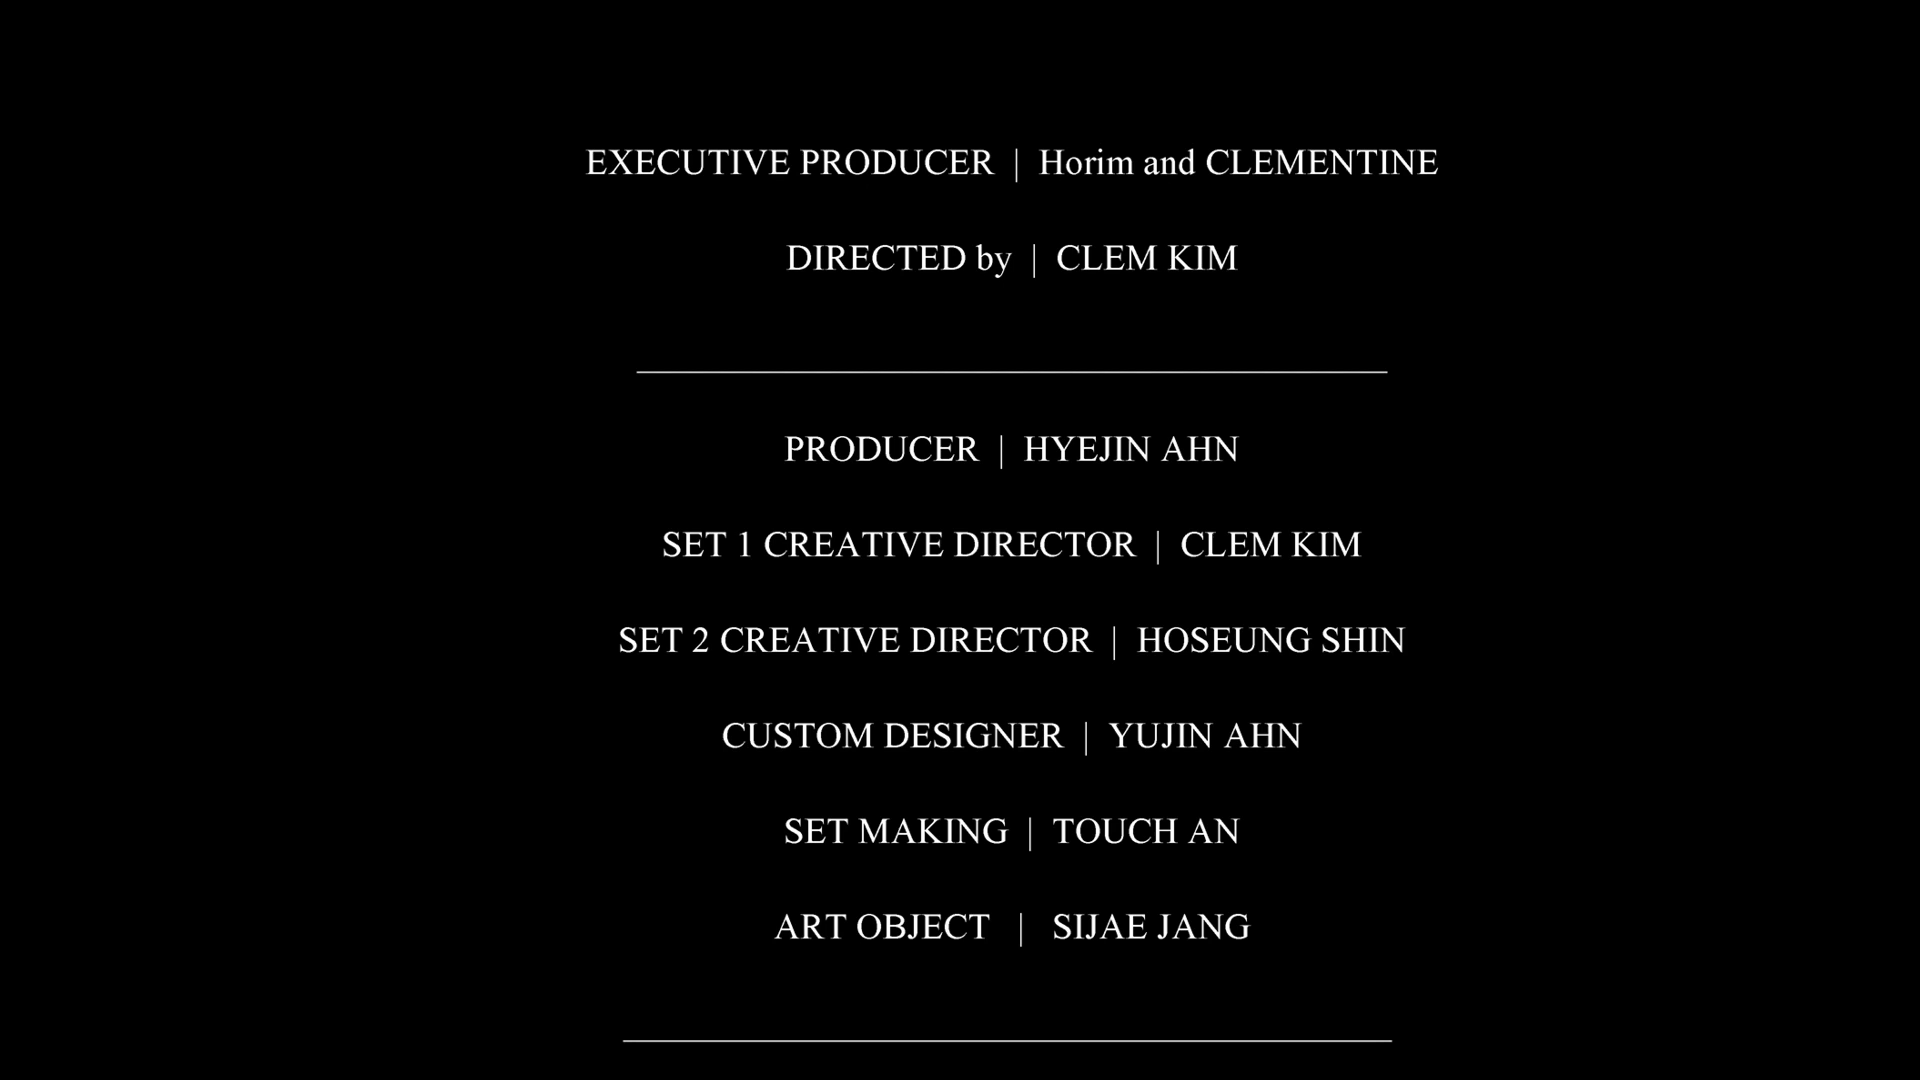 EXECUTIVE PRODUCER | Horim and CLEMENTINE
DIRECTED by | CLEM KIM
PRODUCER | HYEJIN AHN
SET 1 CREATIVE DIRECTOR | CLEM KIM
SET 2 CREATIVE DIRECTOR | HOSEUNG SHIN
CUSTOM DESIGNER | YUJIN AHN
SET MAKING | TOUCH AN
ART OBJECT | SIJAE JANG